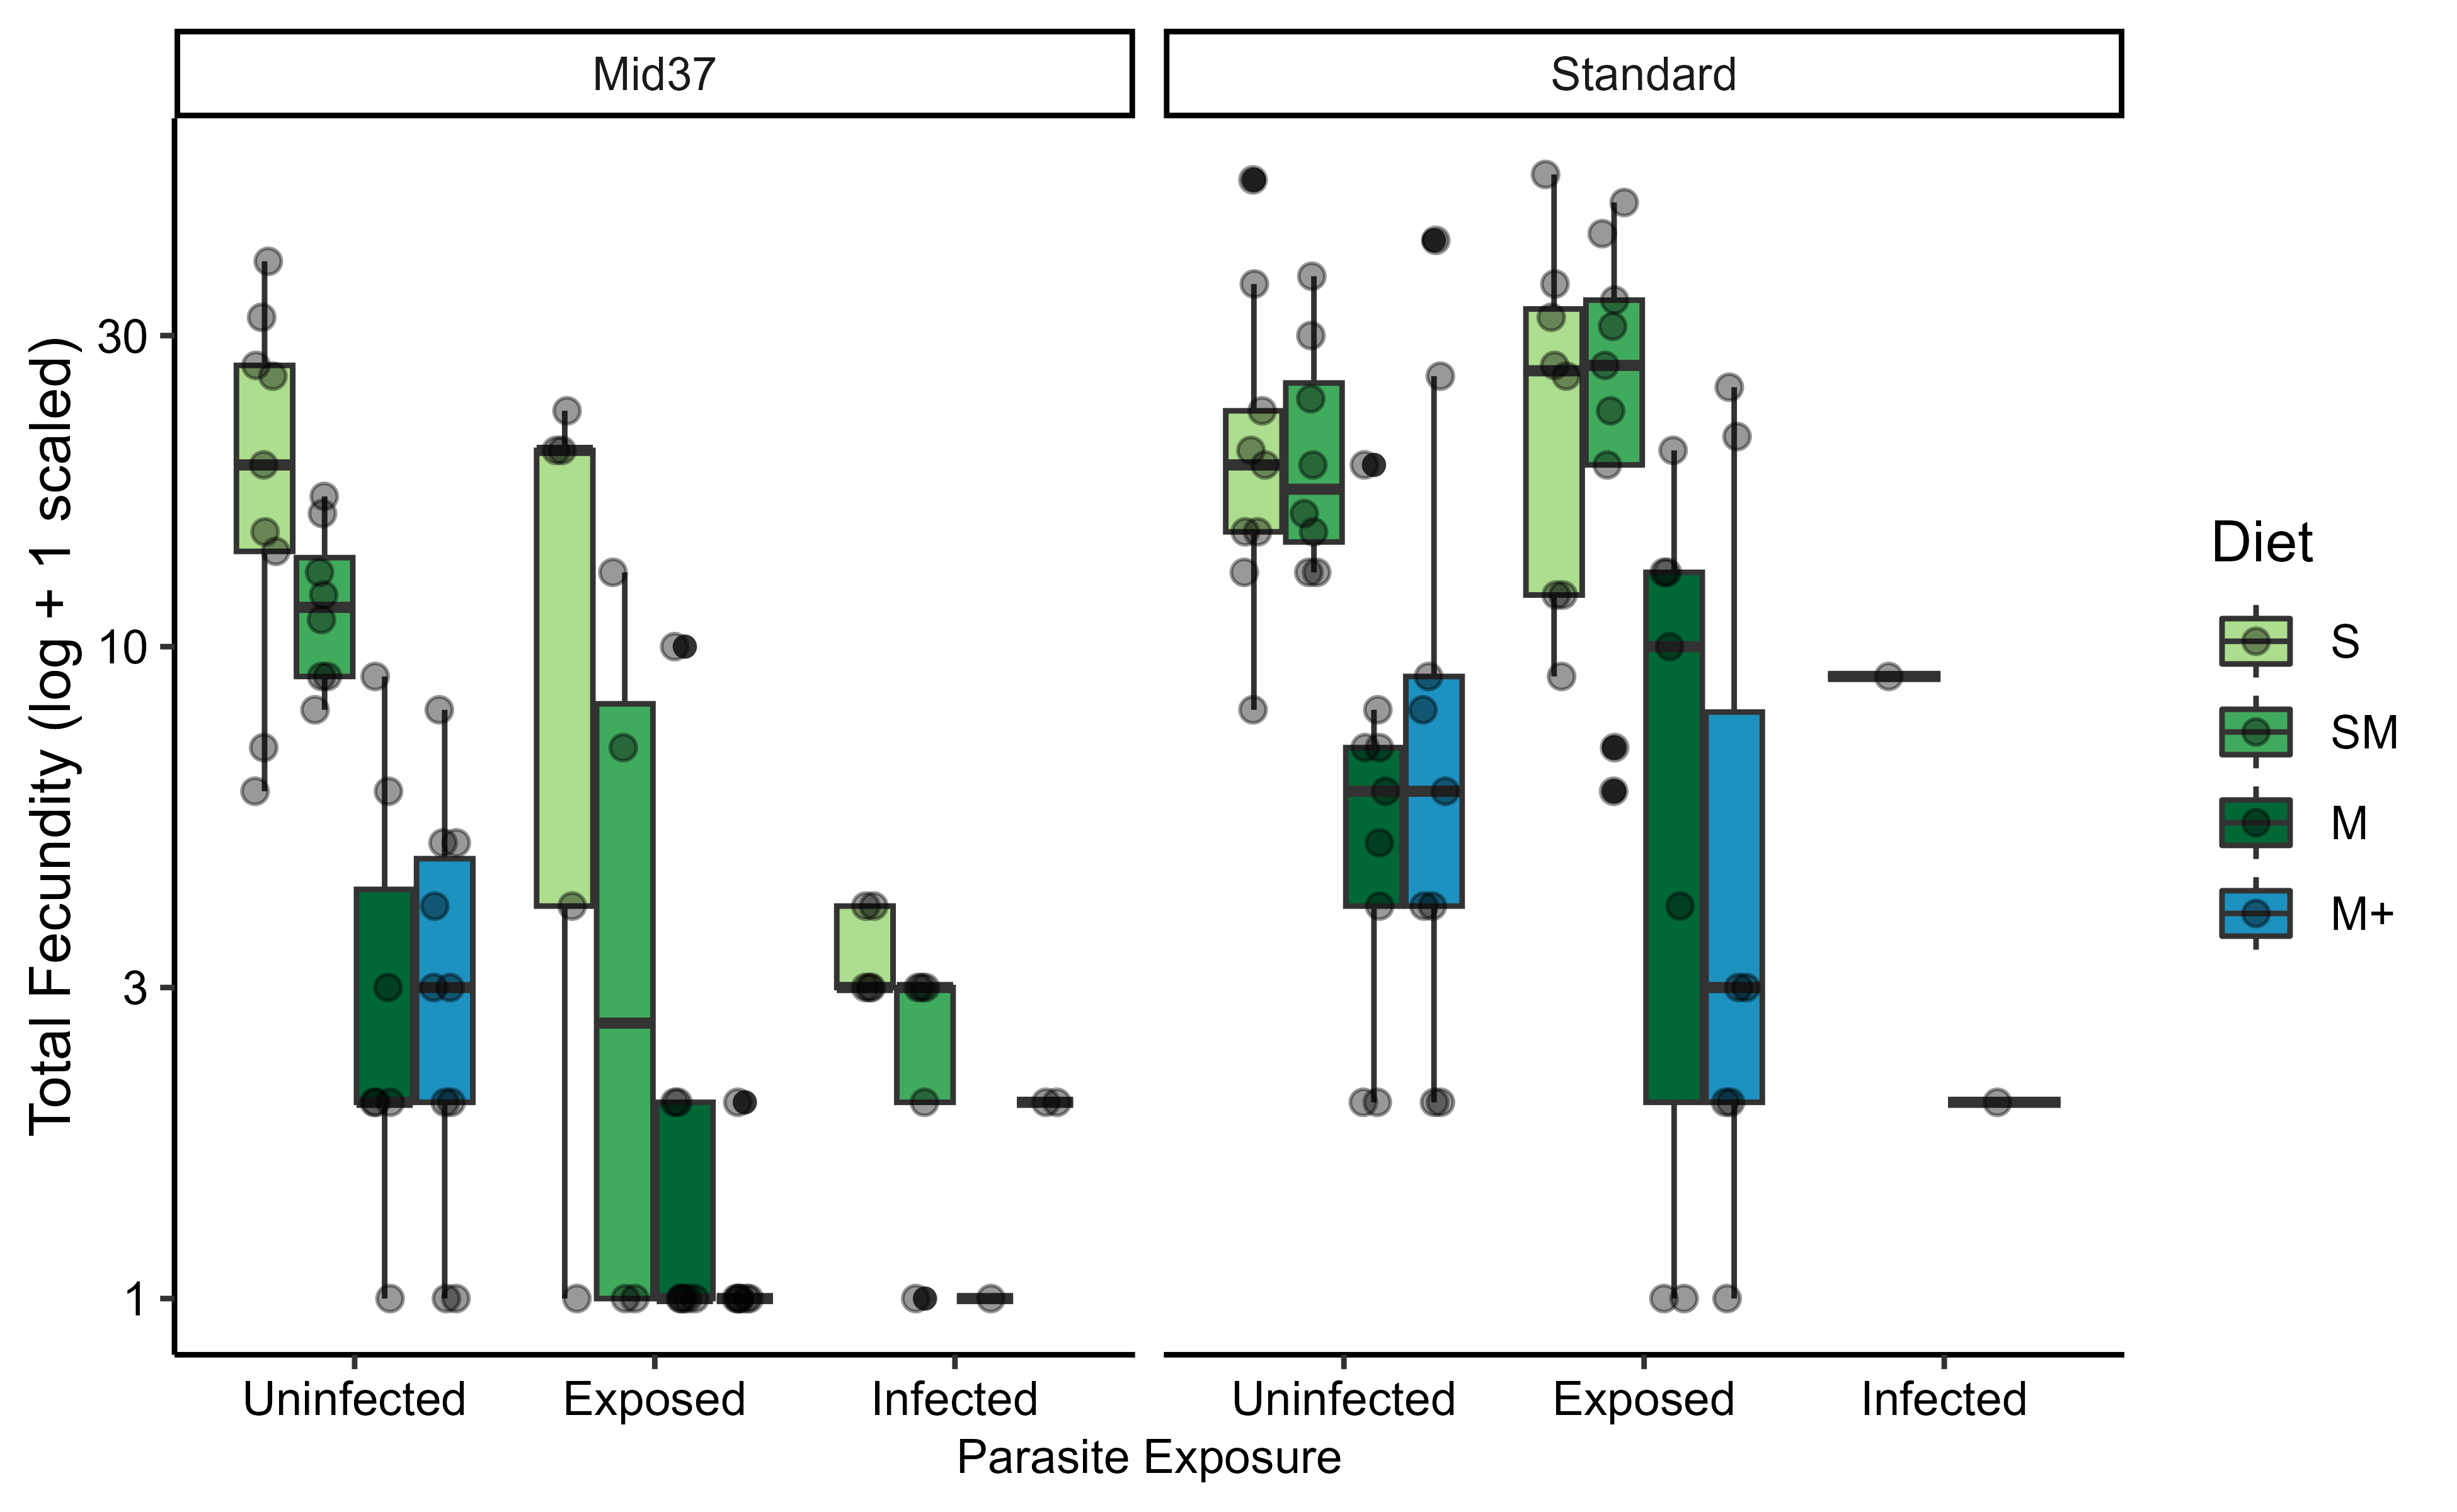 Mid37
Standard
Total Fecundity (log + 1 scaled)
30
10
3
1
Uninfected
Exposed
Infected
Uninfected
Exposed
Infected
Parasite Exposure
Diet
S
SM
M
M+